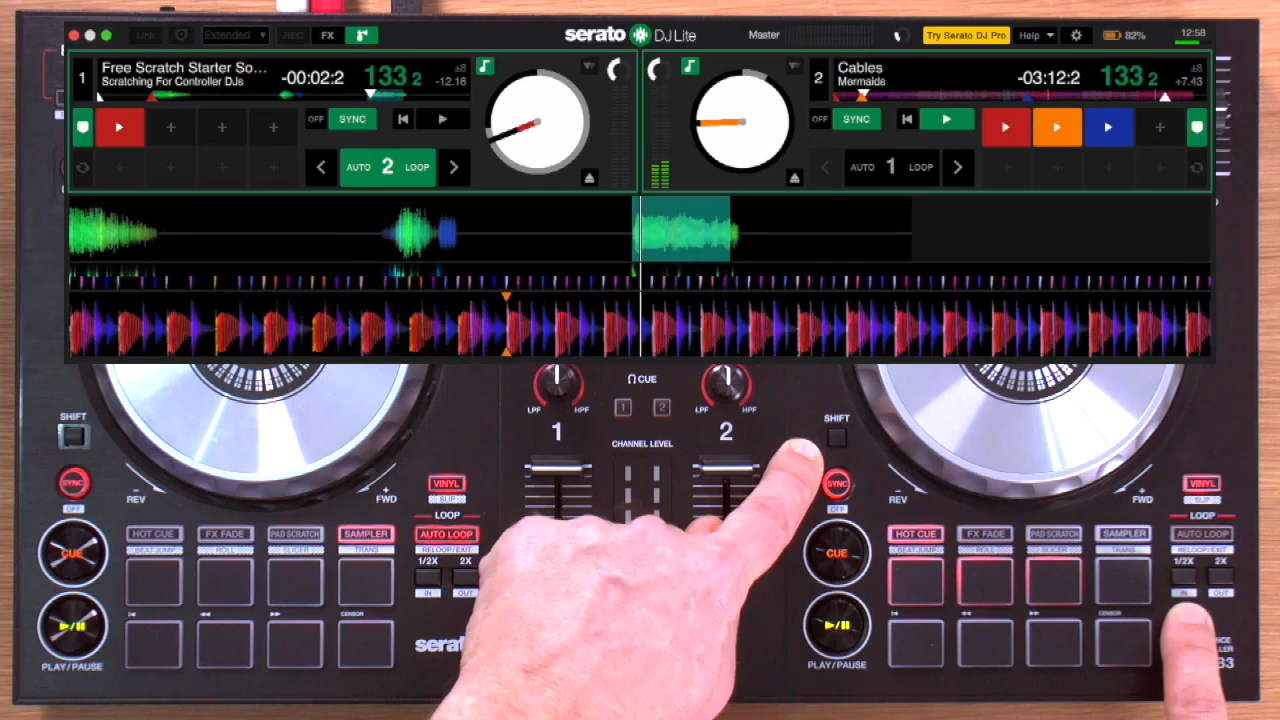 Link Extended REC FX serato DJ Lite Master Try Serato DJ Pro Help 82% 12:58
1 Free Scratch Starter So... -00:02:2 133 2 ±8
Scratching For Controller DJs -12.16
2 Cables -03:12:2 133 2 ±8
Mermaids +7.43
OFF SYNC
OFF SYNC
AUTO 2 LOOP
AUTO 1 LOOP
LPF HPF
CUE
LPF HPF
1 2
1 2
CHANNEL LEVEL
SHIFT
SYNC
OFF
REV
FWD
VINYL
SLIP
LOOP
HOT CUE FX FADE PAD SCRATCH SAMPLER AUTO LOOP
BEAT JUMP ROLL SLICER TRANS RELOOP/EXIT
CUE
1/2X 2X
IN OUT
CENSOR
PLAY/PAUSE
serat
SHIFT
SYNC
OFF
REV
FWD
VINYL
SLIP
LOOP
HOT CUE FX FADE PAD SCRATCH SAMPLER AUTO LOOP
BEAT JUMP ROLL SLICER TRANS RELOOP/EXIT
CUE
1/2X 2X
IN OUT
CENSOR
PLAY/PAUSE
B3